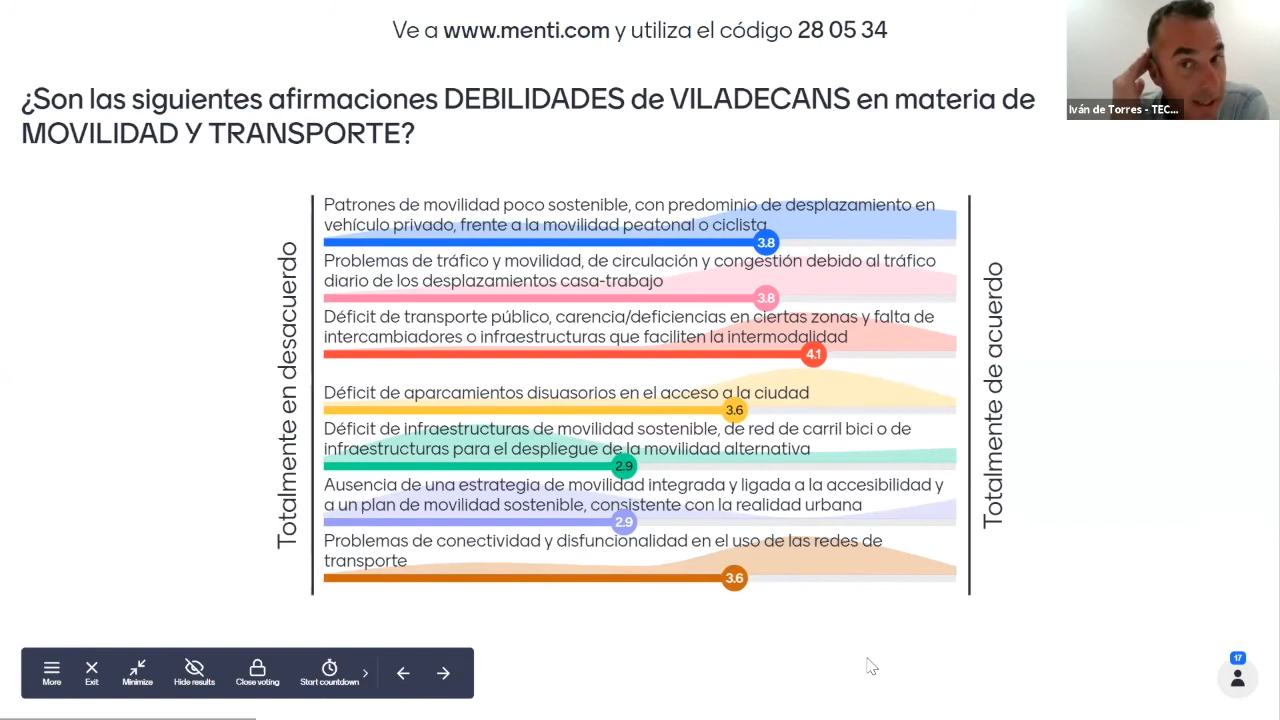 Ve a www.menti.com y utiliza el código 28 05 34
¿Son las siguientes afirmaciones DEBILIDADES de VILADECANS en materia de
MOVILIDAD Y TRANSPORTE?
Iván de Torres - TEC...
Totalmente en desacuerdo
Patrones de movilidad poco sostenible, con predominio de desplazamiento en
vehículo privado, frente a la movilidad peatonal o ciclista
3.8
Problemas de tráfico y movilidad, de circulación y congestión debido al tráfico
diario de los desplazamientos casa-trabajo
3.8
Déficit de transporte público, carencia/deficiencias en ciertas zonas y falta de
intercambiadores o infraestructuras que faciliten la intermodalidad
4.1
Déficit de aparcamientos disuasorios en el acceso a la ciudad
3.6
Déficit de infraestructuras de movilidad sostenible, de red de carril bici o de
infraestructuras para el despliegue de la movilidad alternativa
2.9
Ausencia de una estrategia de movilidad integrada y ligada a la accesibilidad y
a un plan de movilidad sostenible, consistente con la realidad urbana
2.9
Problemas de conectividad y disfuncionalidad en el uso de las redes de
transporte
3.6
Totalmente de acuerdo
More
Exit
Minimize
Hide results
Close voting
Start countdown
17